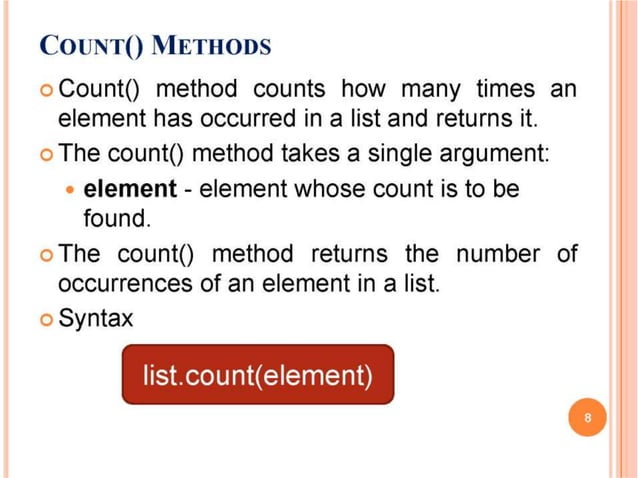 COUNT() METHODS
Count() method counts how many times an
element has occurred in a list and returns it.
The count() method takes a single argument:
element - element whose count is to be
found.
The count() method returns the number of
occurrences of an element in a list.
Syntax
list.count(element)
8